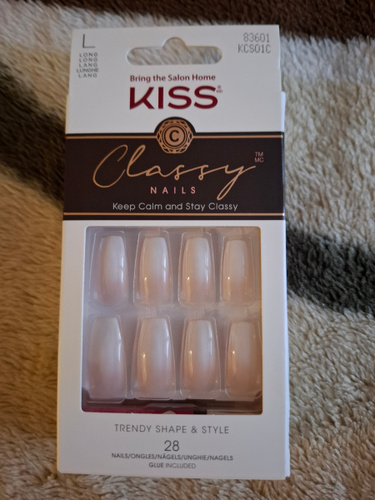 L
LONG
LONG
LANG
LUNGHE
LANG
83601
KCS01C
Bring the Salon Home
KISS®
C
Classy
TM
MC
NAILS
Keep Calm and Stay Classy
TRENDY SHAPE & STYLE
28
NAILS/ONGLES/NÄGEL/UNGHIE/NAGELS
GLUE INCLUDED